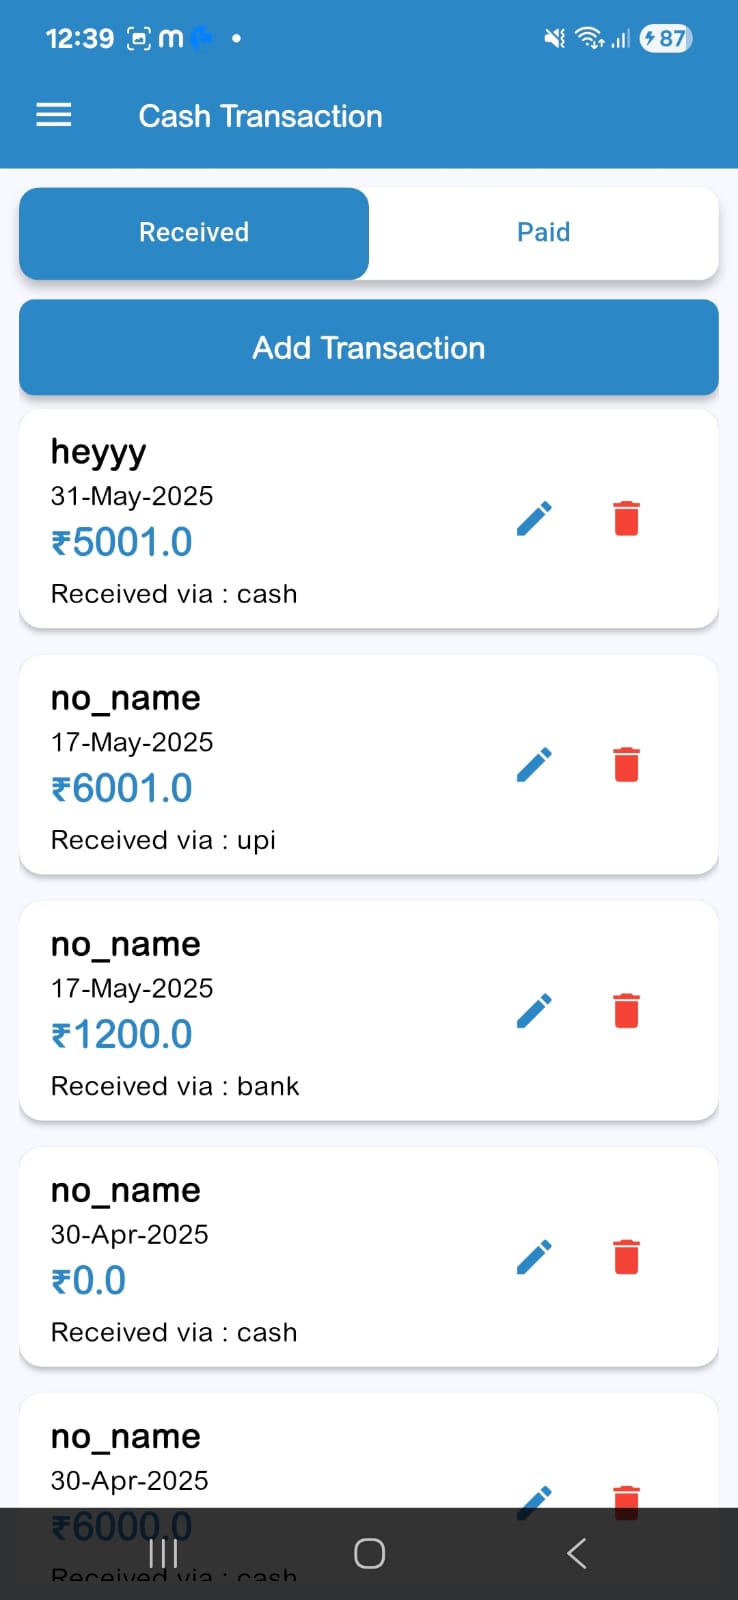 12:39
87
Cash Transaction
Received
Paid
Add Transaction
heyyy
31-May-2025
₹5001.0
Received via : cash
no_name
17-May-2025
₹6001.0
Received via : upi
no_name
17-May-2025
₹1200.0
Received via : bank
no_name
30-Apr-2025
₹0.0
Received via : cash
no_name
30-Apr-2025
₹6000.0
Received via : cash